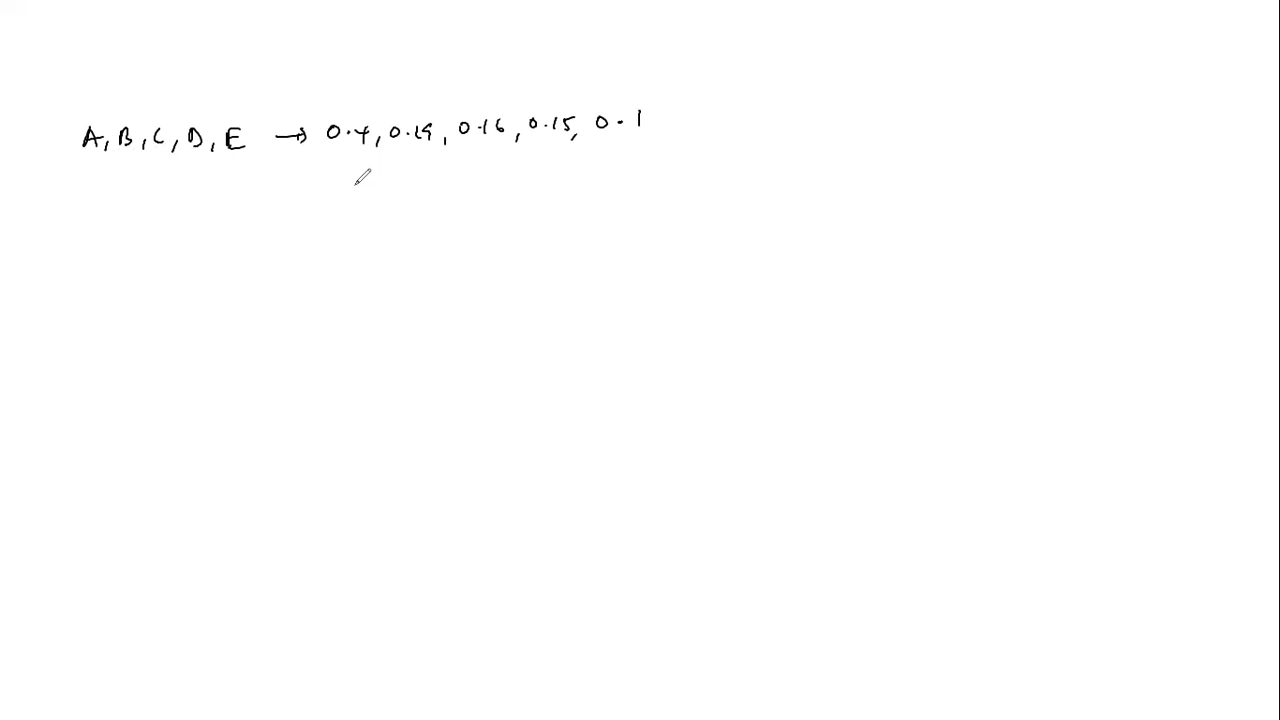 A, B, C, D, E → 0.4, 0.19, 0.16, 0.15, 0.1